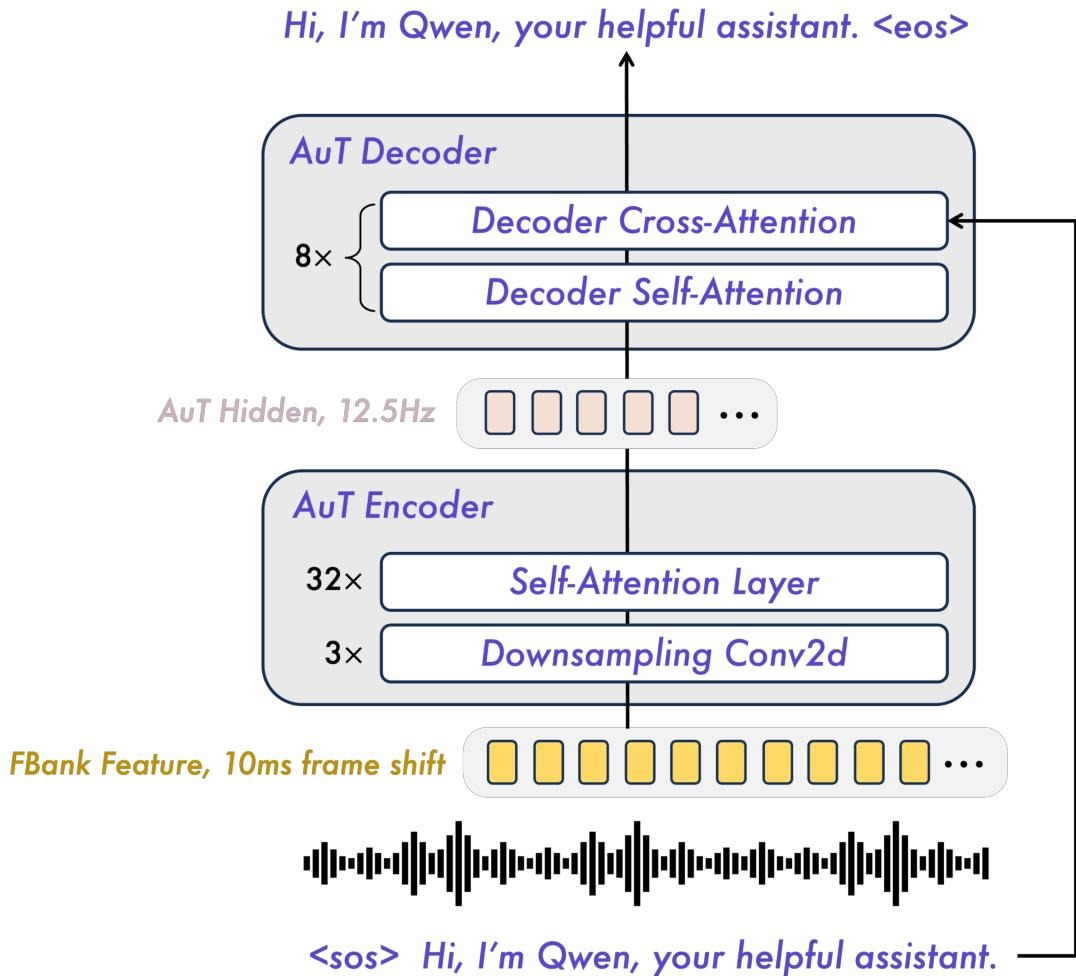 Hi, I'm Qwen, your helpful assistant. <eos>
AuT Decoder
Decoder Cross-Attention
8×
Decoder Self-Attention
AuT Hidden, 12.5Hz
...
AuT Encoder
32× Self-Attention Layer
3× Downsampling Conv2d
FBank Feature, 10ms frame shift
...
<sos> Hi, I'm Qwen, your helpful assistant.